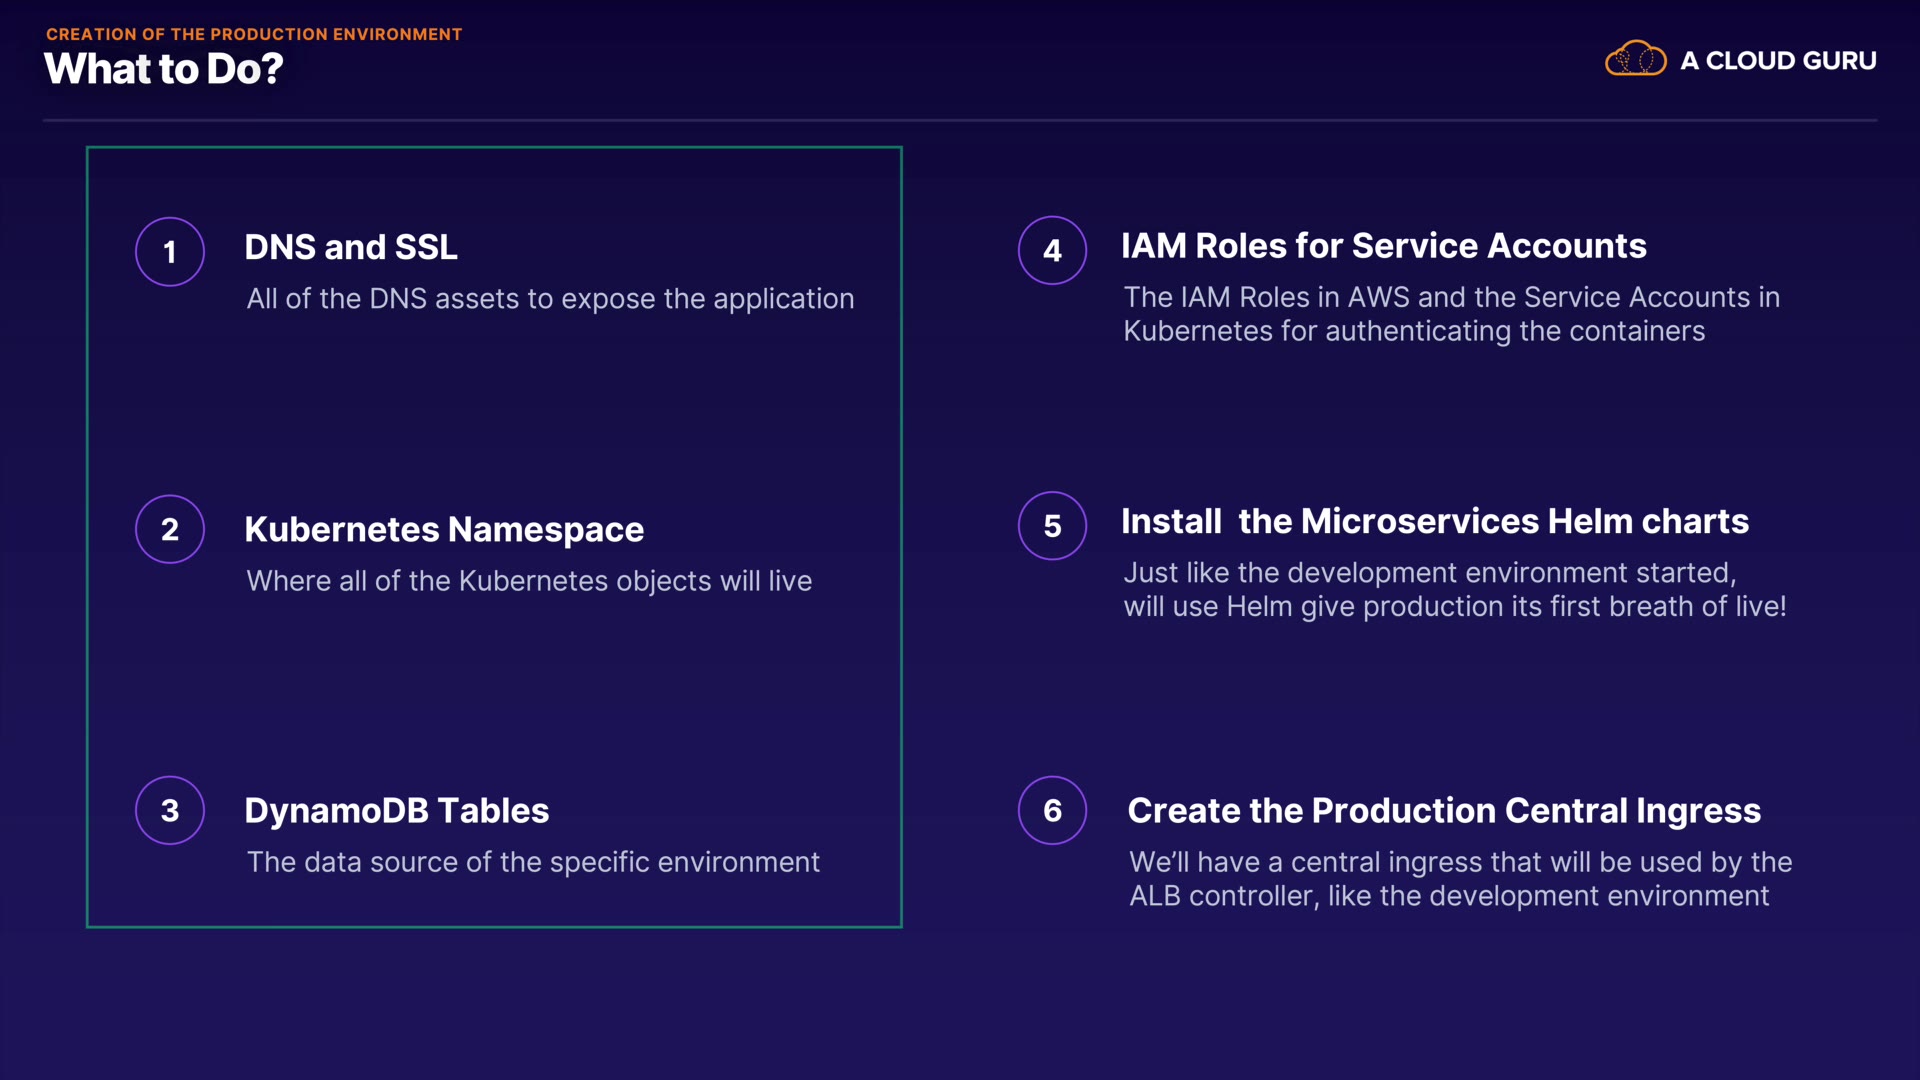 CREATION OF THE PRODUCTION ENVIRONMENT
What to Do?
A CLOUD GURU
1
DNS and SSL
All of the DNS assets to expose the application
2
Kubernetes Namespace
Where all of the Kubernetes objects will live
3
DynamoDB Tables
The data source of the specific environment
4
IAM Roles for Service Accounts
The IAM Roles in AWS and the Service Accounts in
Kubernetes for authenticating the containers
5
Install  the Microservices Helm charts
Just like the development environment started,
will use Helm give production its first breath of live!
6
Create the Production Central Ingress
We’ll have a central ingress that will be used by the
ALB controller, like the development environment